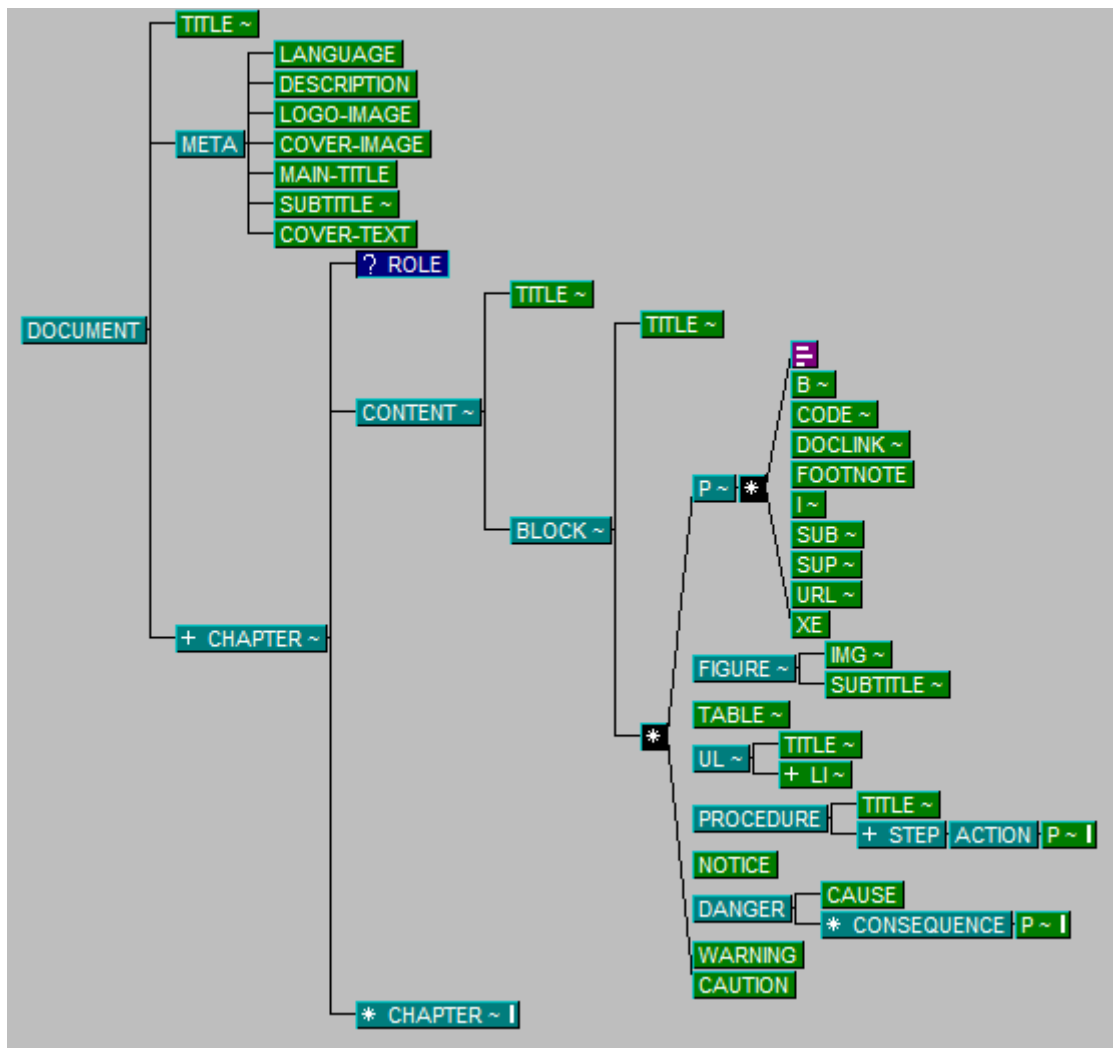 TITLE ~
LANGUAGE
DESCRIPTION
LOGO-IMAGE
COVER-IMAGE
META
MAIN-TITLE
SUBTITLE ~
COVER-TEXT
? ROLE
TITLE ~
TITLE ~
DOCUMENT
B ~
CONTENT ~
CODE ~
DOCLINK ~
FOOTNOTE
P ~ *
I ~
BLOCK ~
SUB ~
SUP ~
URL ~
XE
+ CHAPTER ~
IMG ~
FIGURE ~
SUBTITLE ~
TABLE ~
*
TITLE ~
UL ~
+ LI ~
TITLE ~
PROCEDURE
+ STEP ACTION P ~
NOTICE
CAUSE
DANGER
* CONSEQUENCE P ~
WARNING
CAUTION
* CHAPTER ~